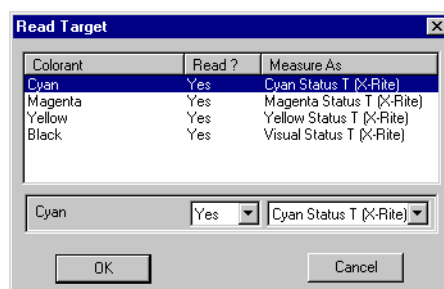 Read Target
Colorant Read ? Measure As
Cyan Yes Cyan Status T (X-Rite)
Magenta Yes Magenta Status T (X-Rite)
Yellow Yes Yellow Status T (X-Rite)
Black Yes Visual Status T (X-Rite)
Cyan Yes Cyan Status T (X-Rite)
OK Cancel